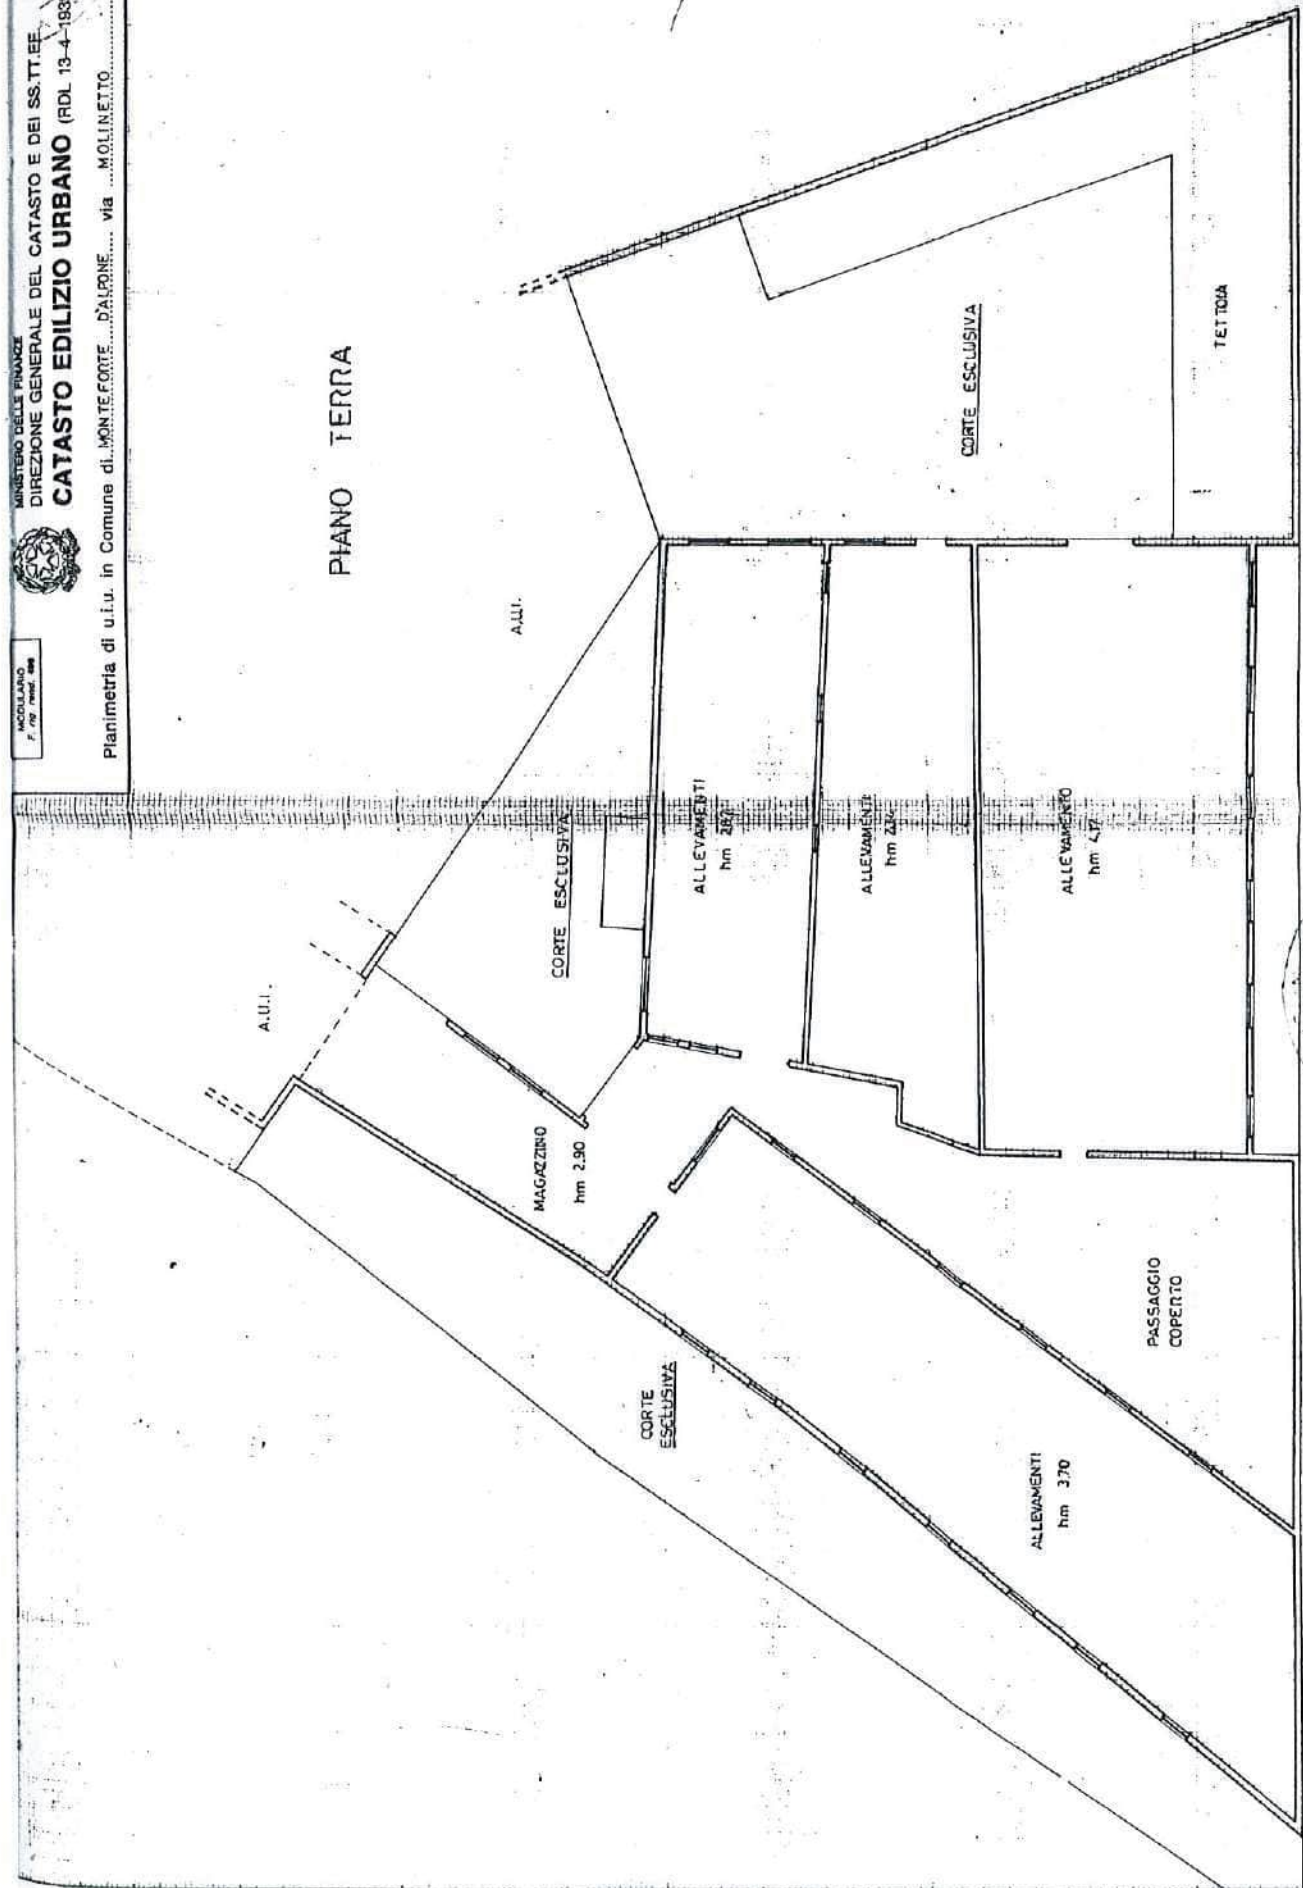 MODULARIO
F. rig. rend. 498
MINISTERO DELLE FINANZE
DIREZIONE GENERALE DEL CATASTO E DEI SS.TT.EE.
CATASTO EDILIZIO URBANO (RDL 13-4-193
Planimetria di u.i.u. in Comune di MONTEFORTE D'ALPONE via MOLINETTO
PIANO TERRA
A.U.I.
A.U.I.
CORTE ESCLUSIVA
CORTE ESCLUSIVA
TETTOIA
ALLEVAMENTI
hm
ALLEVAMENTI
hm
ALLEVAMENTO
hm 4,17
MAGAZZINO
hm 2.90
CORTE
ESCLUSIVA
PASSAGGIO
COPERTO
ALLEVAMENTI
hm 3.70